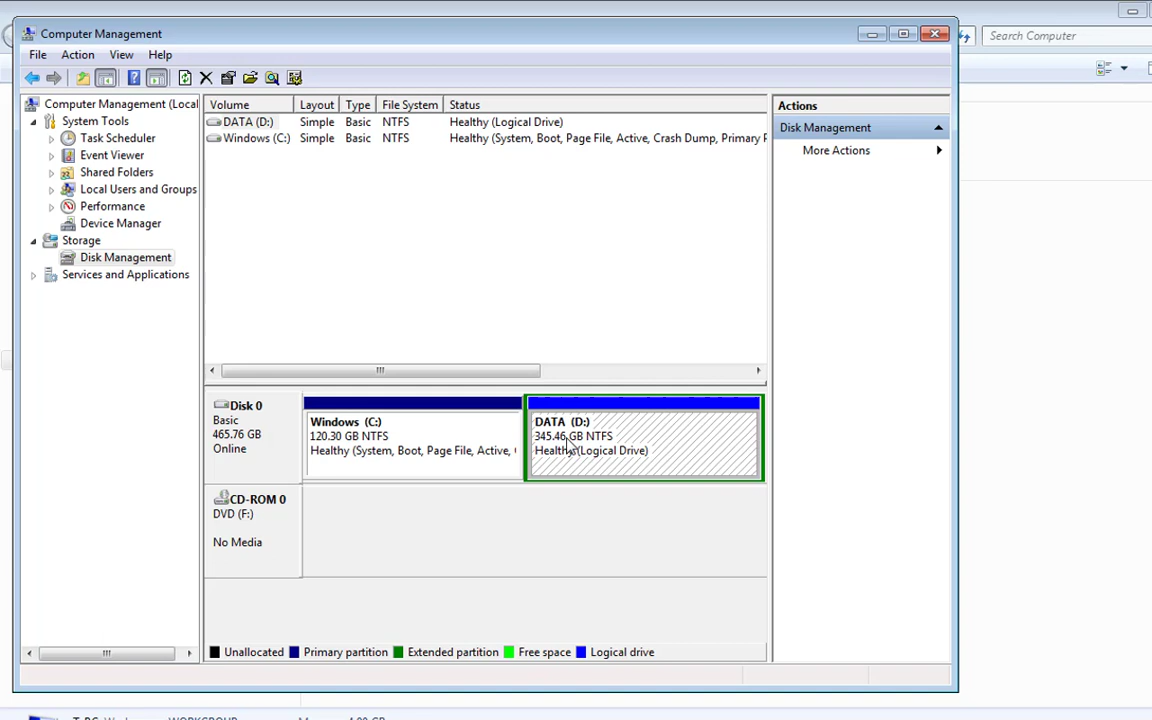 Computer Management
Search Computer
File Action View Help
Computer Management (Local
System Tools
Task Scheduler
Event Viewer
Shared Folders
Local Users and Groups
Performance
Device Manager
Storage
Disk Management
Services and Applications
Volume Layout Type File System Status
DATA (D:) Simple Basic NTFS Healthy (Logical Drive)
Windows (C:) Simple Basic NTFS Healthy (System, Boot, Page File, Active, Crash Dump, Primary P
Actions
Disk Management
More Actions
Disk 0
Basic
465.76 GB
Online
Windows (C:)
120.30 GB NTFS
Healthy (System, Boot, Page File, Active,
DATA (D:)
345.46 GB NTFS
Healthy (Logical Drive)
CD-ROM 0
DVD (F:)
No Media
Unallocated Primary partition Extended partition Free space Logical drive